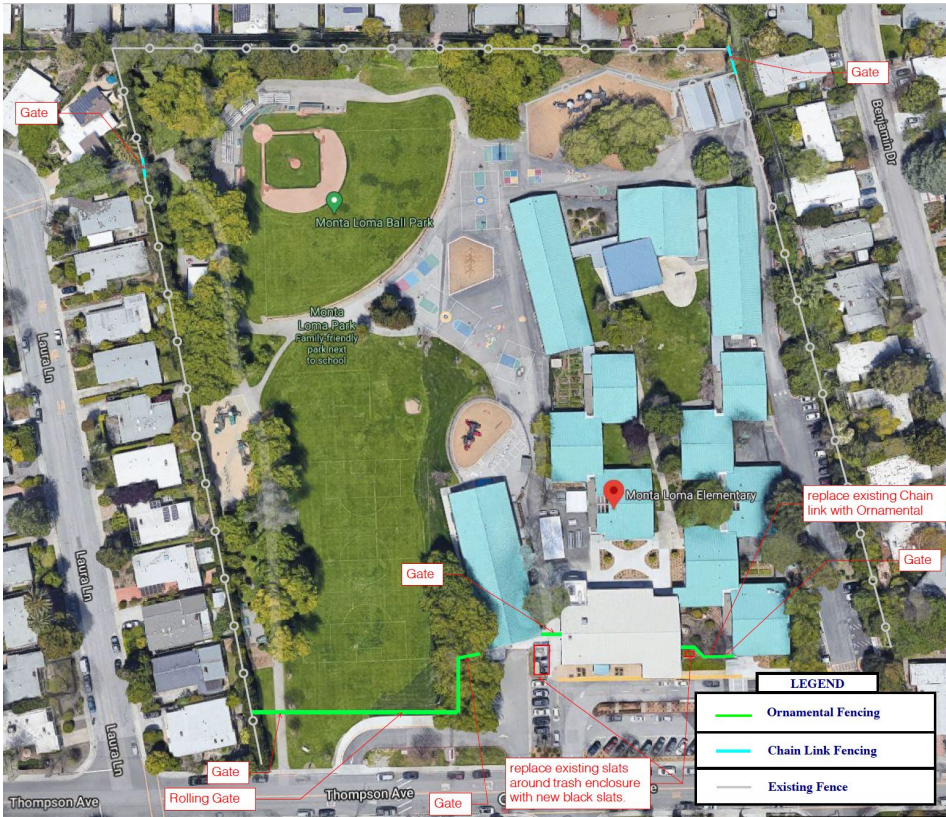 Gate
Gate
Benjamin Dr
Monta Loma Ball Park
Monta
Loma Park
Family-friendly
park next
to school
Laura Ln
Monta Loma Elementary
replace existing Chain
link with Ornamental
Laura Ln
Gate
Gate
LEGEND
Ornamental Fencing
Chain Link Fencing
Existing Fence
Laura Ln
Gate
Rolling Gate
replace existing slats
around trash enclosure
with new black slats.
Thompson Ave
Thompson Ave
Gate